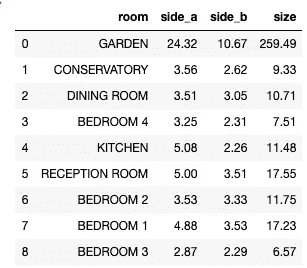 room side_a side_b size
0 GARDEN 24.32 10.67 259.49
1 CONSERVATORY 3.56 2.62 9.33
2 DINING ROOM 3.51 3.05 10.71
3 BEDROOM 4 3.25 2.31 7.51
4 KITCHEN 5.08 2.26 11.48
5 RECEPTION ROOM 5.00 3.51 17.55
6 BEDROOM 2 3.53 3.33 11.75
7 BEDROOM 1 4.88 3.53 17.23
8 BEDROOM 3 2.87 2.29 6.57